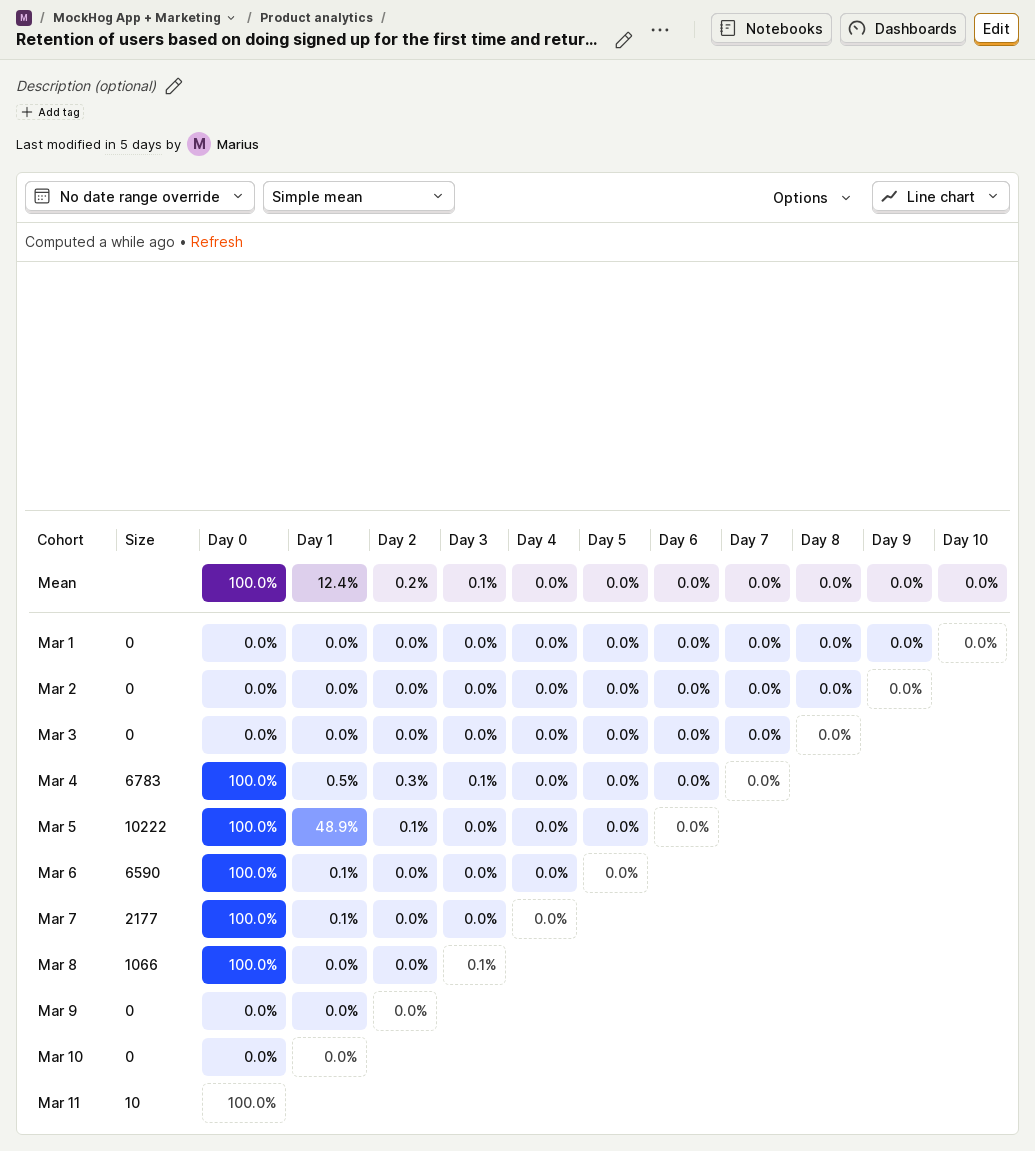 M / MockHog App + Marketing / Product analytics /
Retention of users based on doing signed up for the first time and retur...
Notebooks Dashboards Edit
Description (optional)
Add tag
Last modified in 5 days by M Marius
No date range override Simple mean Options Line chart
Computed a while ago • Refresh
Cohort Size Day 0 Day 1 Day 2 Day 3 Day 4 Day 5 Day 6 Day 7 Day 8 Day 9 Day 10
Mean 100.0% 12.4% 0.2% 0.1% 0.0% 0.0% 0.0% 0.0% 0.0% 0.0% 0.0%
Mar 1 0 0.0% 0.0% 0.0% 0.0% 0.0% 0.0% 0.0% 0.0% 0.0% 0.0% 0.0%
Mar 2 0 0.0% 0.0% 0.0% 0.0% 0.0% 0.0% 0.0% 0.0% 0.0% 0.0%
Mar 3 0 0.0% 0.0% 0.0% 0.0% 0.0% 0.0% 0.0% 0.0% 0.0%
Mar 4 6783 100.0% 0.5% 0.3% 0.1% 0.0% 0.0% 0.0% 0.0%
Mar 5 10222 100.0% 48.9% 0.1% 0.0% 0.0% 0.0% 0.0%
Mar 6 6590 100.0% 0.1% 0.0% 0.0% 0.0% 0.0%
Mar 7 2177 100.0% 0.1% 0.0% 0.0% 0.0%
Mar 8 1066 100.0% 0.0% 0.0% 0.1%
Mar 9 0 0.0% 0.0% 0.0%
Mar 10 0 0.0% 0.0%
Mar 11 10 100.0%